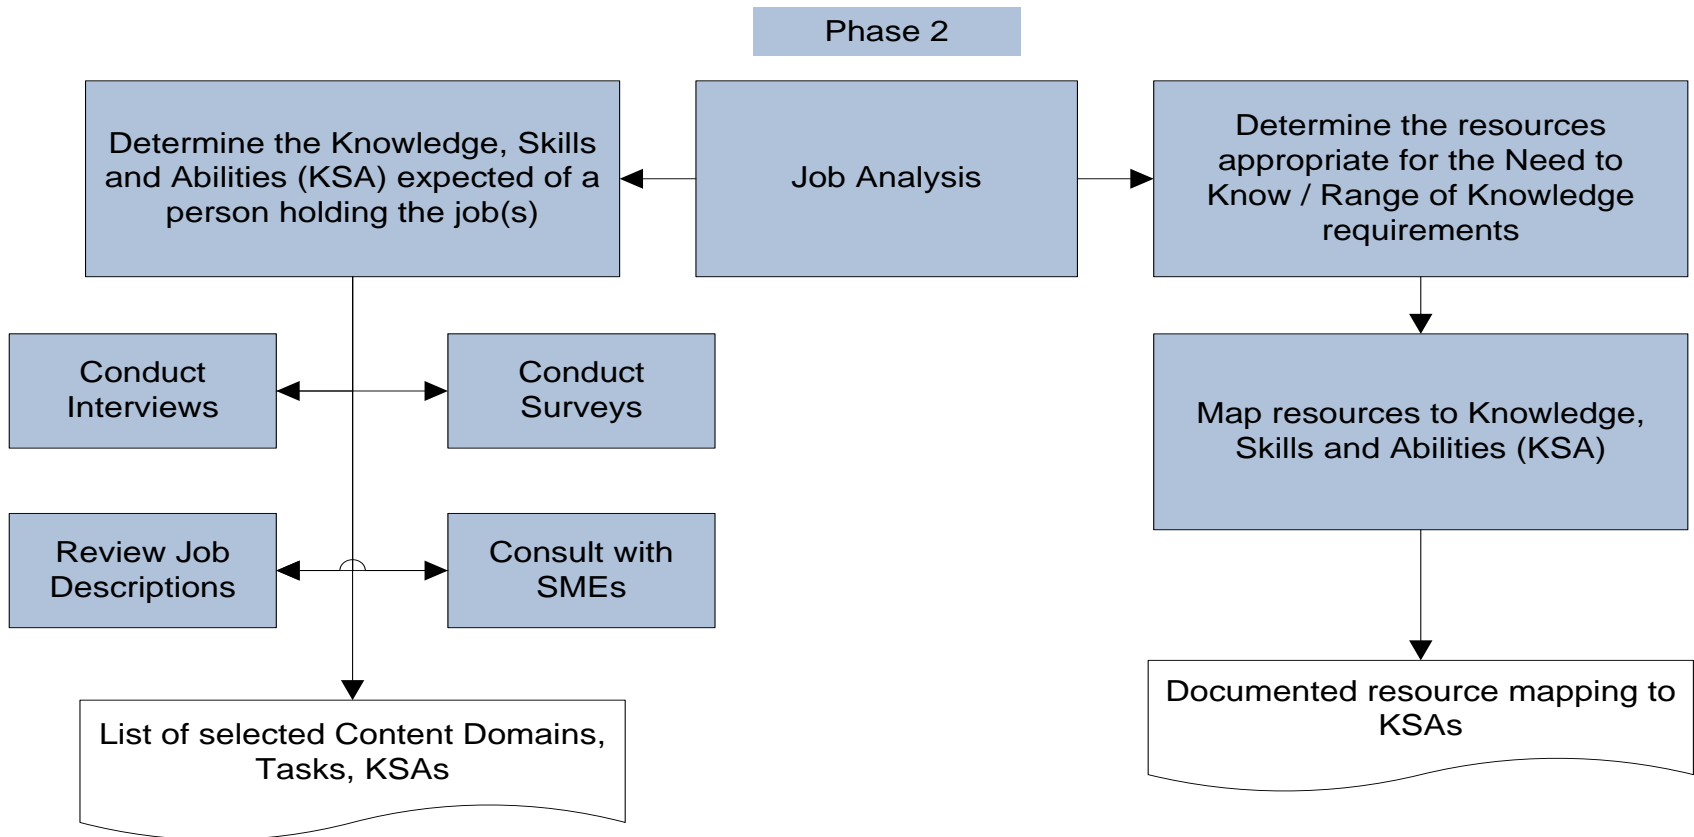 Phase 2
Determine the Knowledge, Skills
and Abilities (KSA) expected of a
person holding the job(s)
Job Analysis
Determine the resources
appropriate for the Need to
Know / Range of Knowledge
requirements
Conduct
Interviews
Conduct
Surveys
Map resources to Knowledge,
Skills and Abilities (KSA)
Review Job
Descriptions
Consult with
SMEs
List of selected Content Domains,
Tasks, KSAs
Documented resource mapping to
KSAs